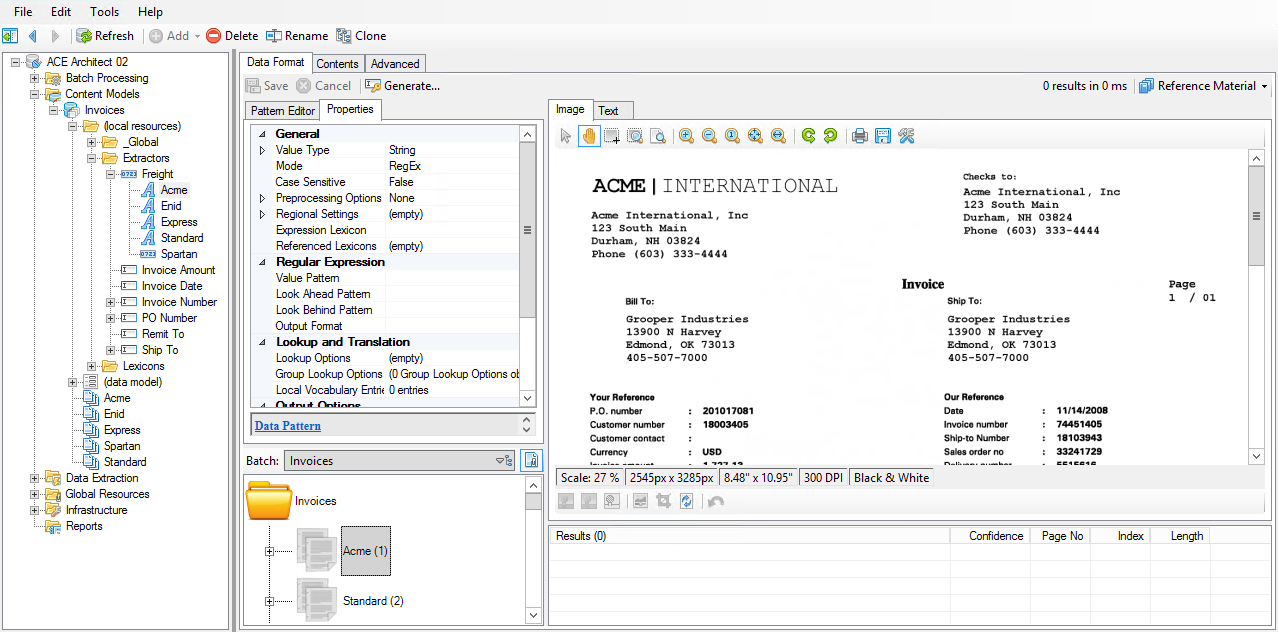 File Edit Tools Help
Refresh Add Delete Rename Clone
ACE Architect 02
Batch Processing
Content Models
Invoices
(local resources)
_Global
Extractors
Freight
Acme
Enid
Express
Standard
Spartan
Invoice Amount
Invoice Date
Invoice Number
PO Number
Remit To
Ship To
Lexicons
(data model)
Acme
Enid
Express
Spartan
Standard
Data Extraction
Global Resources
Infrastructure
Reports
Data Format Contents Advanced
Save Cancel Generate... 0 results in 0 ms Reference Material
Pattern Editor Properties
General
Value Type String
Mode RegEx
Case Sensitive False
Preprocessing Options None
Regional Settings (empty)
Expression Lexicon
Referenced Lexicons (empty)
Regular Expression
Value Pattern
Look Ahead Pattern
Look Behind Pattern
Output Format
Lookup and Translation
Lookup Options (empty)
Group Lookup Options (0 Group Lookup Options ob
Local Vocabulary Entrie 0 entries
Output Options
Data Pattern
Batch: Invoices
Invoices
Acme (1)
Standard (2)
Image Text
ACME | INTERNATIONAL
Acme International, Inc
123 South Main
Durham, NH 03824
Phone (603) 333-4444
Checks to:
Acme International, Inc
123 South Main
Durham, NH 03824
Phone (603) 333-4444
Invoice
Page
1 / 01
Bill To:
Grooper Industries
13900 N Harvey
Edmond, OK 73013
405-507-7000
Ship To:
Grooper Industries
13900 N Harvey
Edmond, OK 73013
405-507-7000
Your Reference
P.O. number : 201017081
Customer number : 18003405
Customer contact :
Currency : USD
Invoice amount : 1,727.12
Our Reference
Date : 11/14/2008
Invoice number : 74451405
Ship-to Number : 18103943
Sales order no : 33241729
Delivery number : 5515616
Scale: 27 % 2545px x 3285px 8.48" x 10.95" 300 DPI Black & White
Results (0) Confidence Page No Index Length